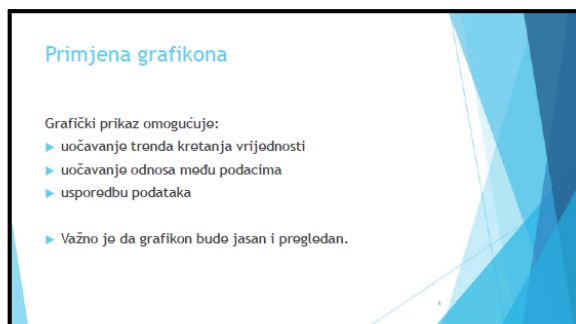 Primjena grafikona
Grafički prikaz omogućuje:
uočavanje trenda kretanja vrijednosti
uočavanje odnosa među podacima
usporedbu podataka
Važno je da grafikon bude jasan i pregledan.